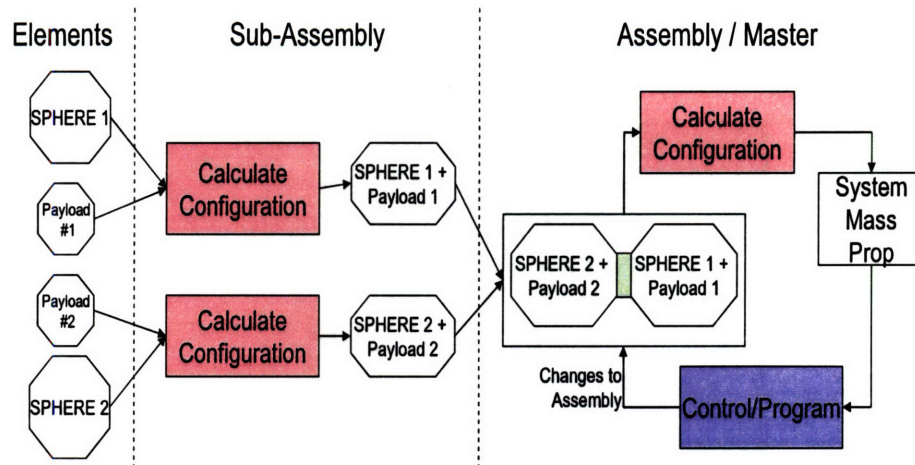 Elements
Sub-Assembly
Assembly / Master
SPHERE 1
Payload
#1
Payload
#2
SPHERE 2
Calculate
Configuration
SPHERE 1 +
Payload 1
Calculate
Configuration
SPHERE 2 +
Payload 2
Calculate
Configuration
System
Mass
Prop
SPHERE 2 +
Payload 2
SPHERE 1 +
Payload 1
Changes to
Assembly
Control/Program